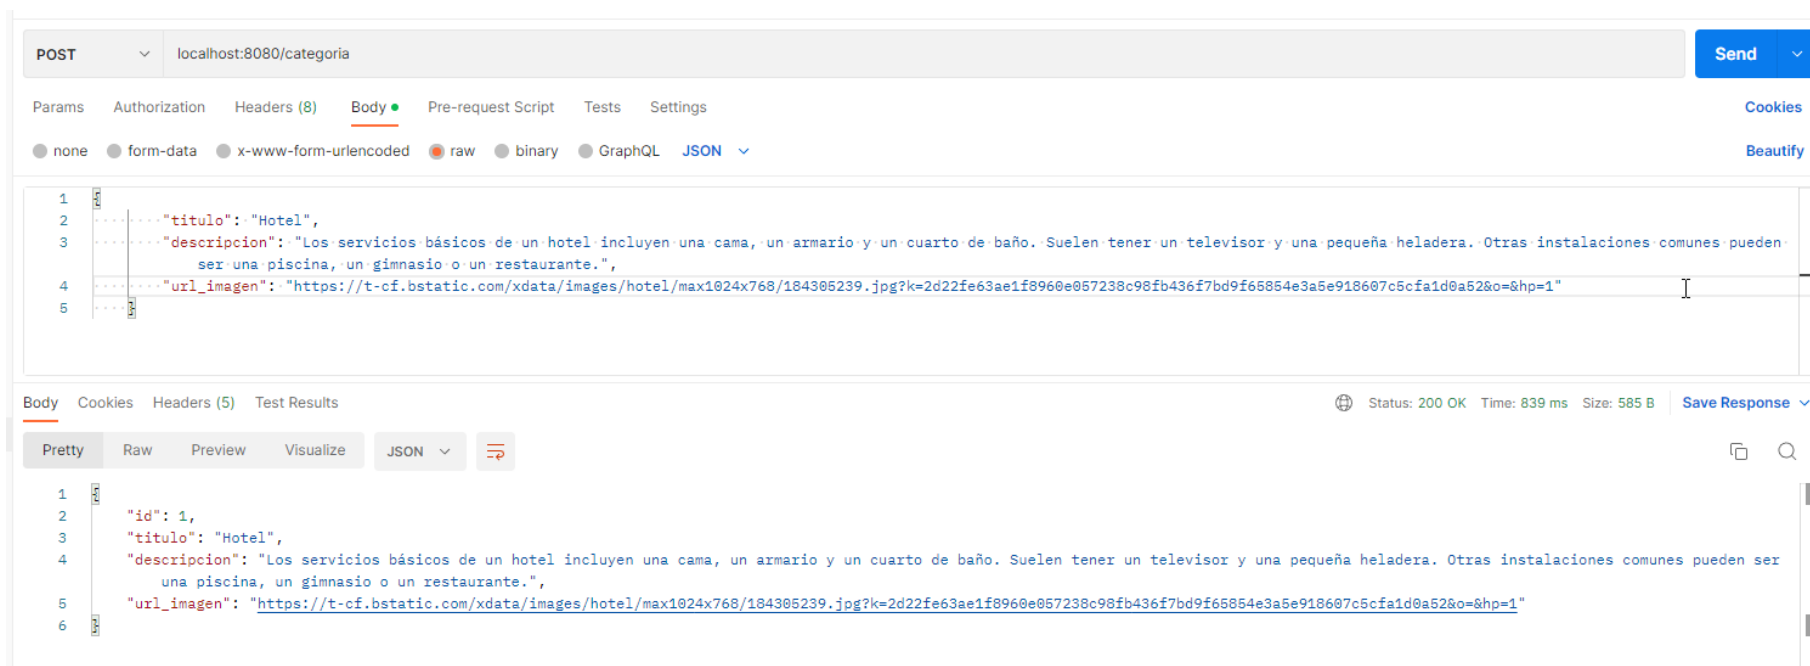 POST localhost:8080/categoria Send
Params Authorization Headers (8) Body Pre-request Script Tests Settings Cookies
none form-data x-www-form-urlencoded raw binary GraphQL JSON Beautify
1 {
2 "titulo": "Hotel",
3 "descripcion": "Los servicios básicos de un hotel incluyen una cama, un armario y un cuarto de baño. Suelen tener un televisor y una pequeña heladera. Otras instalaciones comunes pueden
ser una piscina, un gimnasio o un restaurante.",
4 "url_imagen": "https://t-cf.bstatic.com/xdata/images/hotel/max1024x768/184305239.jpg?k=2d22fe63ae1f8960e057238c98fb436f7bd9f65854e3a5e918607c5cfa1d0a52&o=&hp=1"
5 }
Body Cookies Headers (5) Test Results Status: 200 OK Time: 839 ms Size: 585 B Save Response
Pretty Raw Preview Visualize JSON
1 {
2 "id": 1,
3 "titulo": "Hotel",
4 "descripcion": "Los servicios básicos de un hotel incluyen una cama, un armario y un cuarto de baño. Suelen tener un televisor y una pequeña heladera. Otras instalaciones comunes pueden ser
una piscina, un gimnasio o un restaurante.",
5 "url_imagen": "https://t-cf.bstatic.com/xdata/images/hotel/max1024x768/184305239.jpg?k=2d22fe63ae1f8960e057238c98fb436f7bd9f65854e3a5e918607c5cfa1d0a52&o=&hp=1"
6 }